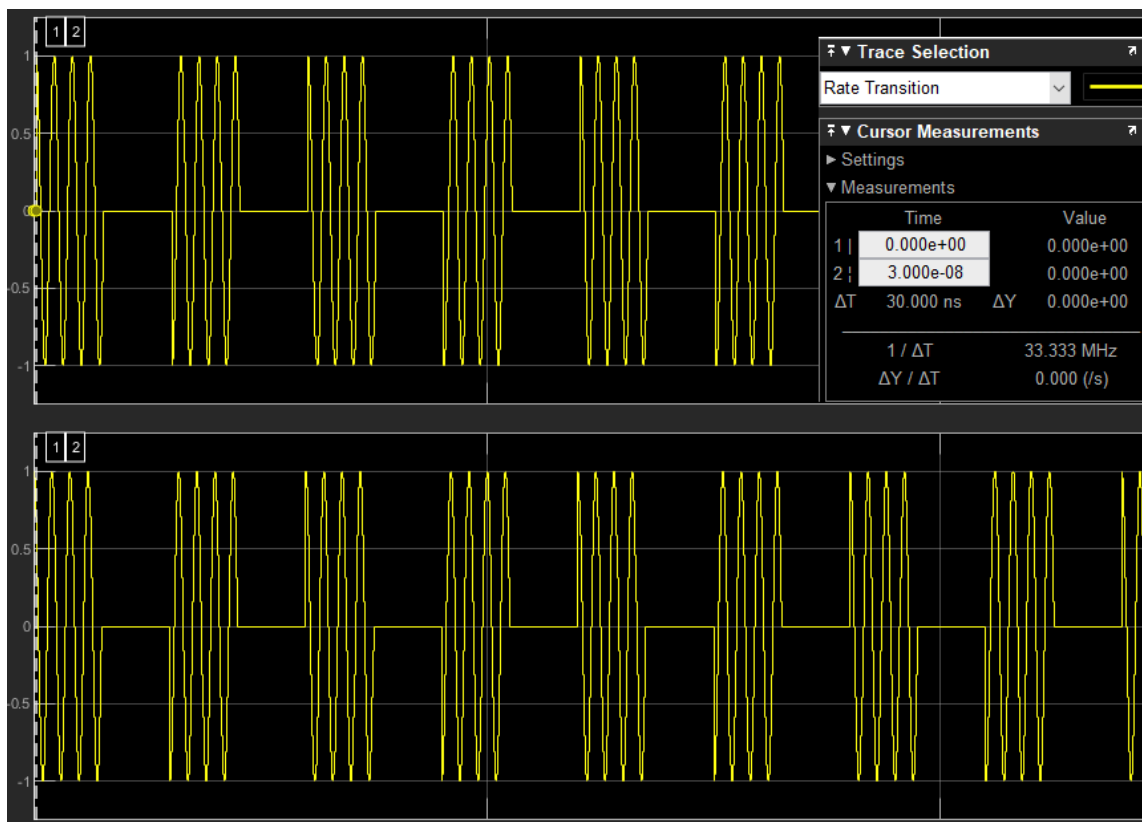 1 2
1
0.5
0
-0.5
-1
Trace Selection
Rate Transition
Cursor Measurements
Settings
Measurements
Time Value
1 | 0.000e+00 0.000e+00
2 ¦ 3.000e-08 0.000e+00
ΔT 30.000 ns ΔY 0.000e+00
1 / ΔT 33.333 MHz
ΔY / ΔT 0.000 (/s)
1 2
1
0.5
0
-0.5
-1